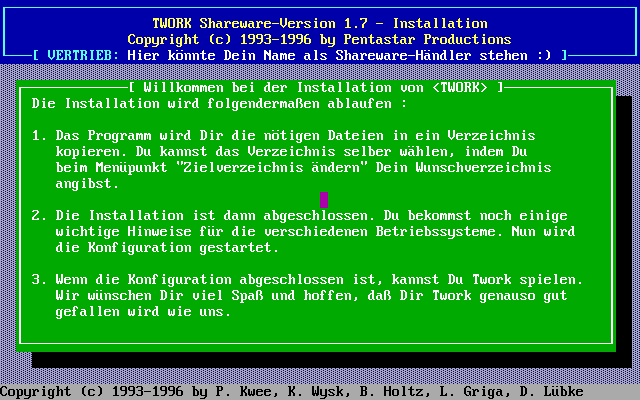 TWORK Shareware-Version 1.7 - Installation
Copyright (c) 1993-1996 by Pentastar Productions
[ VERTRIEB: Hier könnte Dein Name als Shareware-Händler stehen :) ]
[ Willkommen bei der Installation von <TWORK> ]
Die Installation wird folgendermaßen ablaufen :
1. Das Programm wird Dir die nötigen Dateien in ein Verzeichnis
kopieren. Du kannst das Verzeichnis selber wählen, indem Du
beim Menüpunkt "Zielverzeichnis ändern" Dein Wunschverzeichnis
angibst.
2. Die Installation ist dann abgeschlossen. Du bekommst noch einige
wichtige Hinweise für die verschiedenen Betriebssysteme. Nun wird
die Konfiguration gestartet.
3. Wenn die Konfiguration abgeschlossen ist, kannst Du Twork spielen.
Wir wünschen Dir viel Spaß und hoffen, daß Dir Twork genauso gut
gefallen wird wie uns.
Copyright (c) 1993-1996 by P. Kwee, K. Wysk, B. Holtz, L. Griga, D. Lübke